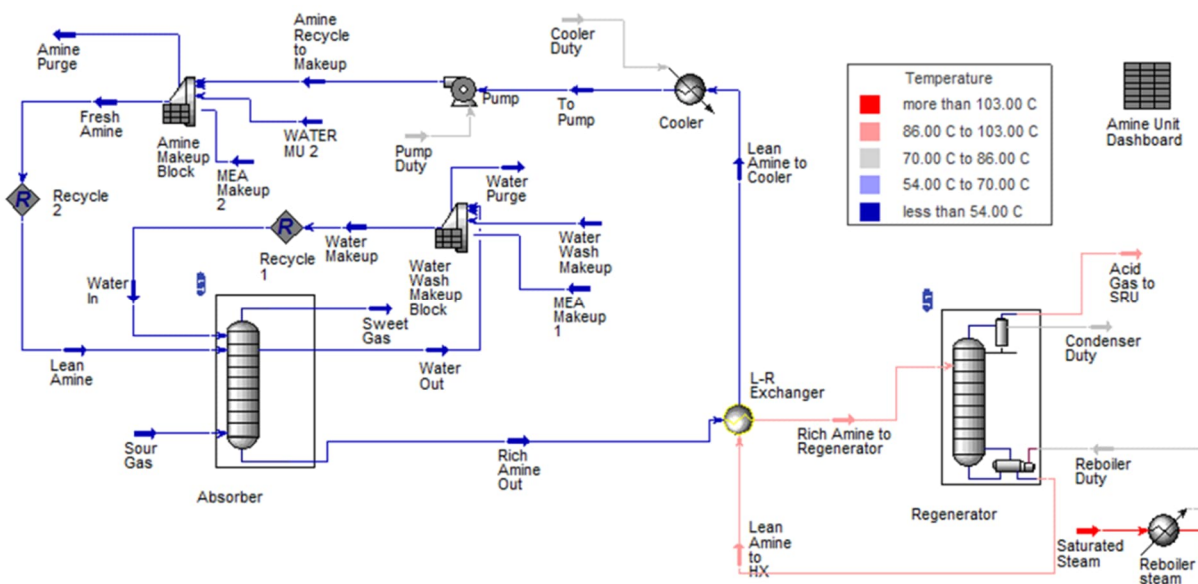 Amine
Purge
Amine
Recycle
to
Makeup
Cooler
Duty
Fresh
Amine
Amine
Makeup
Block
WATER
MU 2
MEA
Makeup
2
Pump
Pump
Duty
To
Pump
Cooler
Lean
Amine to
Cooler
Temperature
more than 103.00 C
86.00 C to 103.00 C
70.00 C to 86.00 C
54.00 C to 70.00 C
less than 54.00 C
Amine Unit
Dashboard
R
Recycle
2
R
Recycle
1
Water
Makeup
Water
Purge
Water
Wash
Makeup
Block
Water
Wash
Makeup
MEA
Makeup
1
Water
In
Lean
Amine
Sweet
Gas
Water
Out
Sour
Gas
Absorber
Rich
Amine
Out
L-R
Exchanger
Rich Amine to
Regenerator
Lean
Amine
to
HX
Acid
Gas to
SRU
Condenser
Duty
Reboiler
Duty
Regenerator
Saturated
Steam
Reboiler
steam